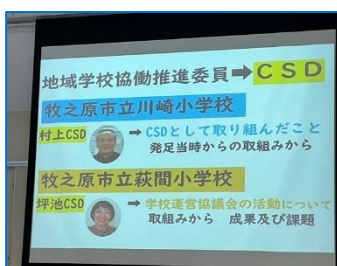 地域学校協働推進委員➡CSD
牧之原市立川崎小学校
村上CSD ➡ CSDとして取り組んだこと
発足当時からの取組みから
牧之原市立萩間小学校
坪池CSD ➡ 学校運営協議会の活動について
取組みから 成果及び課題